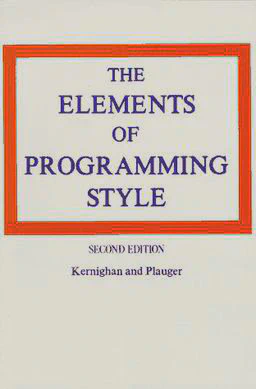 THE
ELEMENTS
OF
PROGRAMMING
STYLE
SECOND EDITION
Kernighan and Plauger